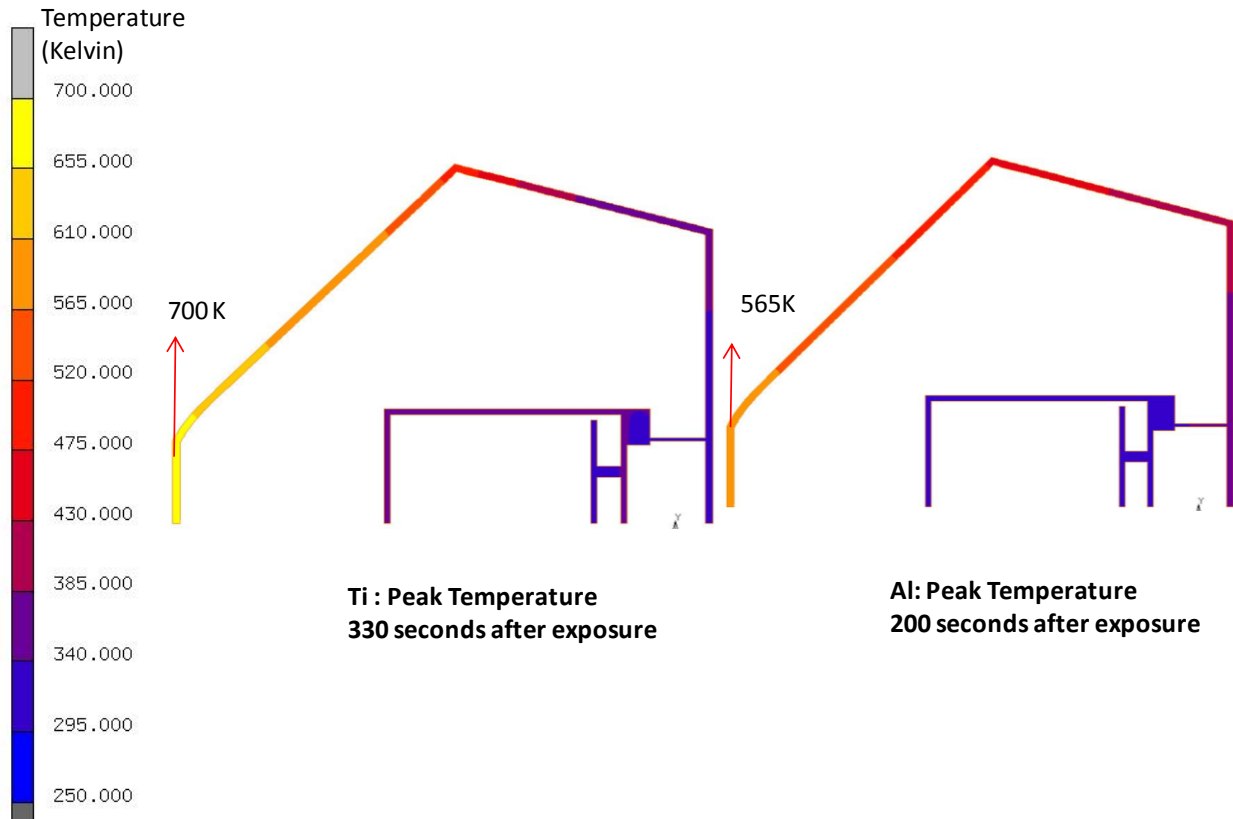 Temperature
(Kelvin)
700.000
655.000
610.000
565.000
520.000
475.000
430.000
385.000
340.000
295.000
250.000
700 K
565K
Y
Y
Ti : Peak Temperature
330 seconds after exposure
Al: Peak Temperature
200 seconds after exposure